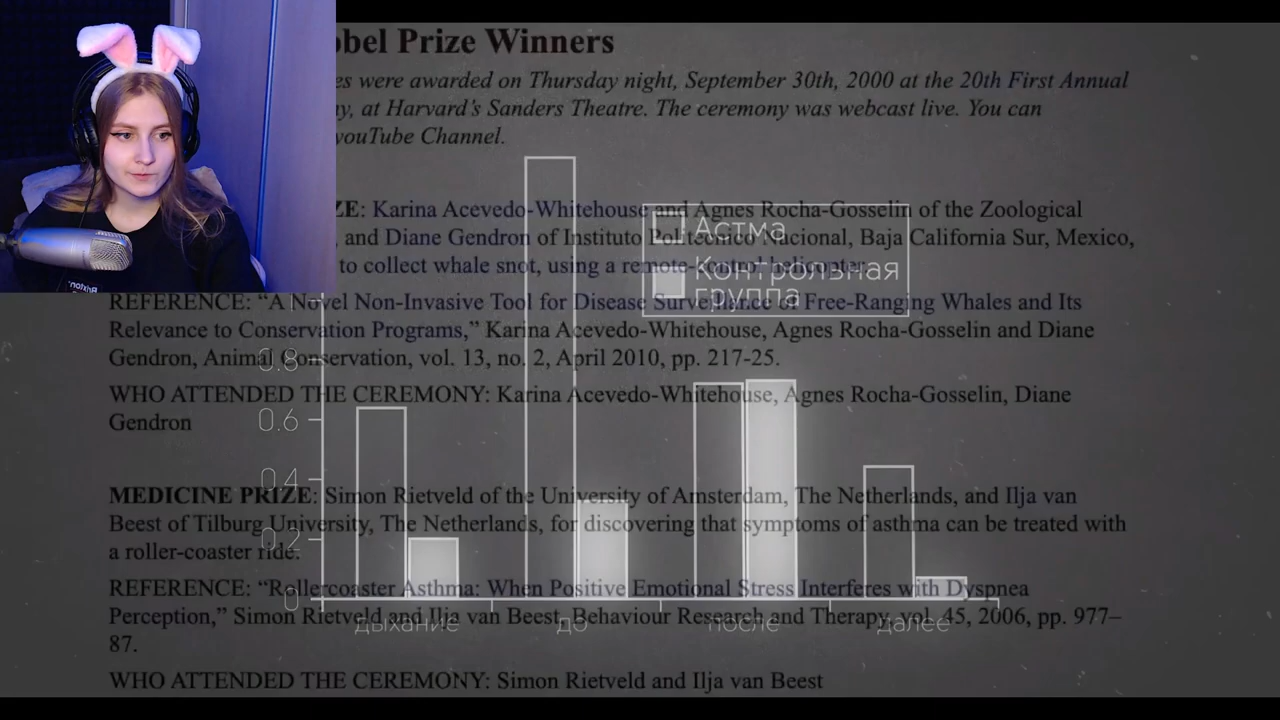 obel Prize Winners
es were awarded on Thursday night, September 30th, 2000 at the 20th First Annual
y, at Harvard's Sanders Theatre. The ceremony was webcast live. You can
youTube Channel.
ZE: Karina Acevedo-Whitehouse and Agnes Rocha-Gosselin of the Zoological
, and Diane Gendron of Instituto Politecnico Nacional, Baja California Sur, Mexico,
to collect whale snot, using a remote-control helicopter.
REFERENCE: “A Novel Non-Invasive Tool for Disease Surveillance of Free-Ranging Whales and Its
Relevance to Conservation Programs,” Karina Acevedo-Whitehouse, Agnes Rocha-Gosselin and Diane
Gendron, Animal Conservation, vol. 13, no. 2, April 2010, pp. 217-25.
WHO ATTENDED THE CEREMONY: Karina Acevedo-Whitehouse, Agnes Rocha-Gosselin, Diane
Gendron
MEDICINE PRIZE: Simon Rietveld of the University of Amsterdam, The Netherlands, and Ilja van
Beest of Tilburg University, The Netherlands, for discovering that symptoms of asthma can be treated with
a roller-coaster ride.
REFERENCE: “Rollercoaster Asthma: When Positive Emotional Stress Interferes with Dyspnea
Perception,” Simon Rietveld and Ilja van Beest, Behaviour Research and Therapy, vol. 45, 2006, pp. 977–
87.
WHO ATTENDED THE CEREMONY: Simon Rietveld and Ilja van Beest
Астма
Контрольная
группа
0.8
0.6
0.4
0.2
0
дыхание до после далее